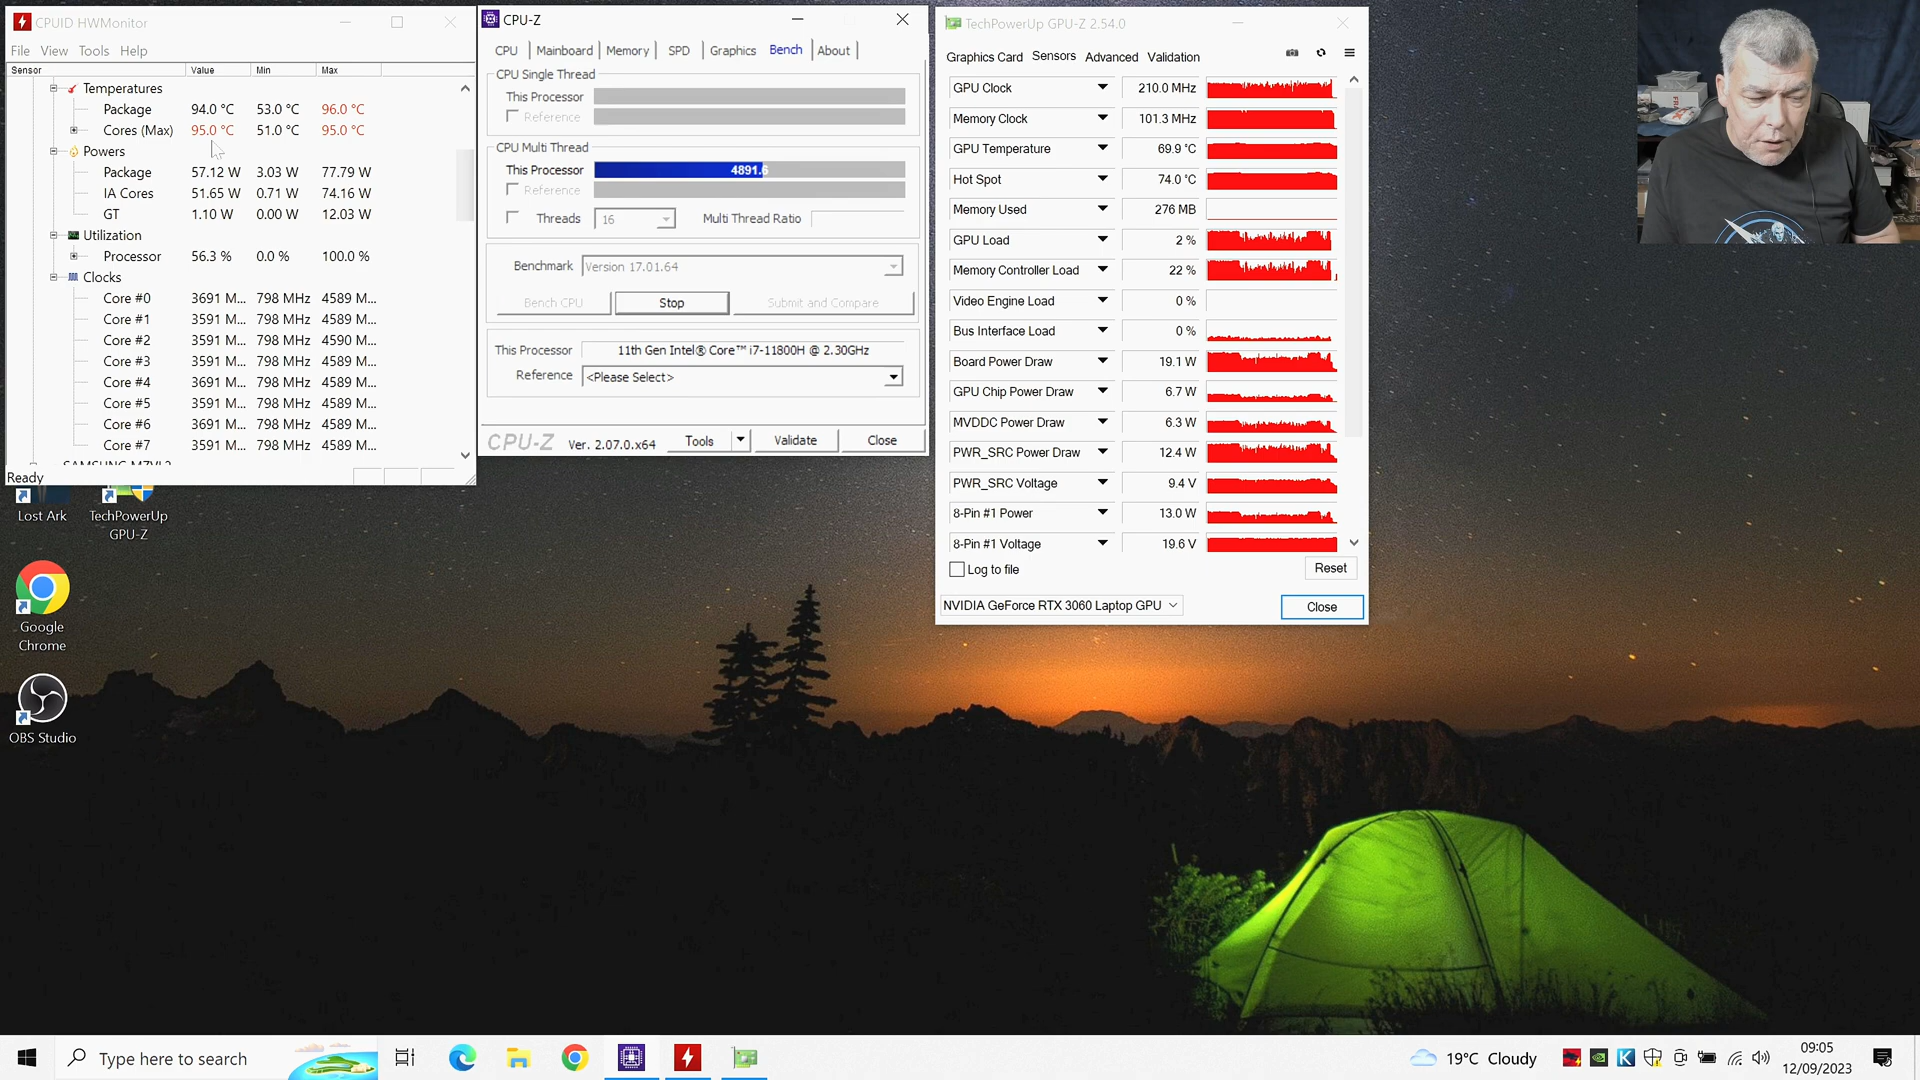 CPUID HWMonitor
File View Tools Help
Sensor Value Min Max
Temperatures
Package 94.0 °C 53.0 °C 96.0 °C
Cores (Max) 95.0 °C 51.0 °C 95.0 °C
Powers
Package 57.12 W 3.03 W 77.79 W
IA Cores 51.65 W 0.71 W 74.16 W
GT 1.10 W 0.00 W 12.03 W
Utilization
Processor 56.3 % 0.0 % 100.0 %
Clocks
Core #0 3691 M... 798 MHz 4589 M...
Core #1 3591 M... 798 MHz 4589 M...
Core #2 3691 M... 798 MHz 4590 M...
Core #3 3591 M... 798 MHz 4589 M...
Core #4 3691 M... 798 MHz 4589 M...
Core #5 3591 M... 798 MHz 4589 M...
Core #6 3691 M... 798 MHz 4589 M...
Core #7 3591 M... 798 MHz 4589 M...
Ready
CPU-Z
CPU Mainboard Memory SPD Graphics Bench About
CPU Single Thread
This Processor
Reference
CPU Multi Thread
This Processor 4891.6
Reference
Threads 16 Multi Thread Ratio
Benchmark Version 17.01.64
Bench CPU Stop Submit and Compare
This Processor 11th Gen Intel® Core™ i7-11800H @ 2.30GHz
Reference <Please Select>
CPU-Z Ver. 2.07.0.x64 Tools Validate Close
TechPowerUp GPU-Z 2.54.0
Graphics Card Sensors Advanced Validation
GPU Clock 210.0 MHz
Memory Clock 101.3 MHz
GPU Temperature 69.9 °C
Hot Spot 74.0 °C
Memory Used 276 MB
GPU Load 2 %
Memory Controller Load 22 %
Video Engine Load 0 %
Bus Interface Load 0 %
Board Power Draw 19.1 W
GPU Chip Power Draw 6.7 W
MVDDC Power Draw 6.3 W
PWR_SRC Power Draw 12.4 W
PWR_SRC Voltage 9.4 V
8-Pin #1 Power 13.0 W
8-Pin #1 Voltage 19.6 V
Log to file Reset
NVIDIA GeForce RTX 3060 Laptop GPU Close
Lost Ark
TechPowerUp
GPU-Z
Google
Chrome
OBS Studio
Type here to search
19°C Cloudy
09:05
12/09/2023